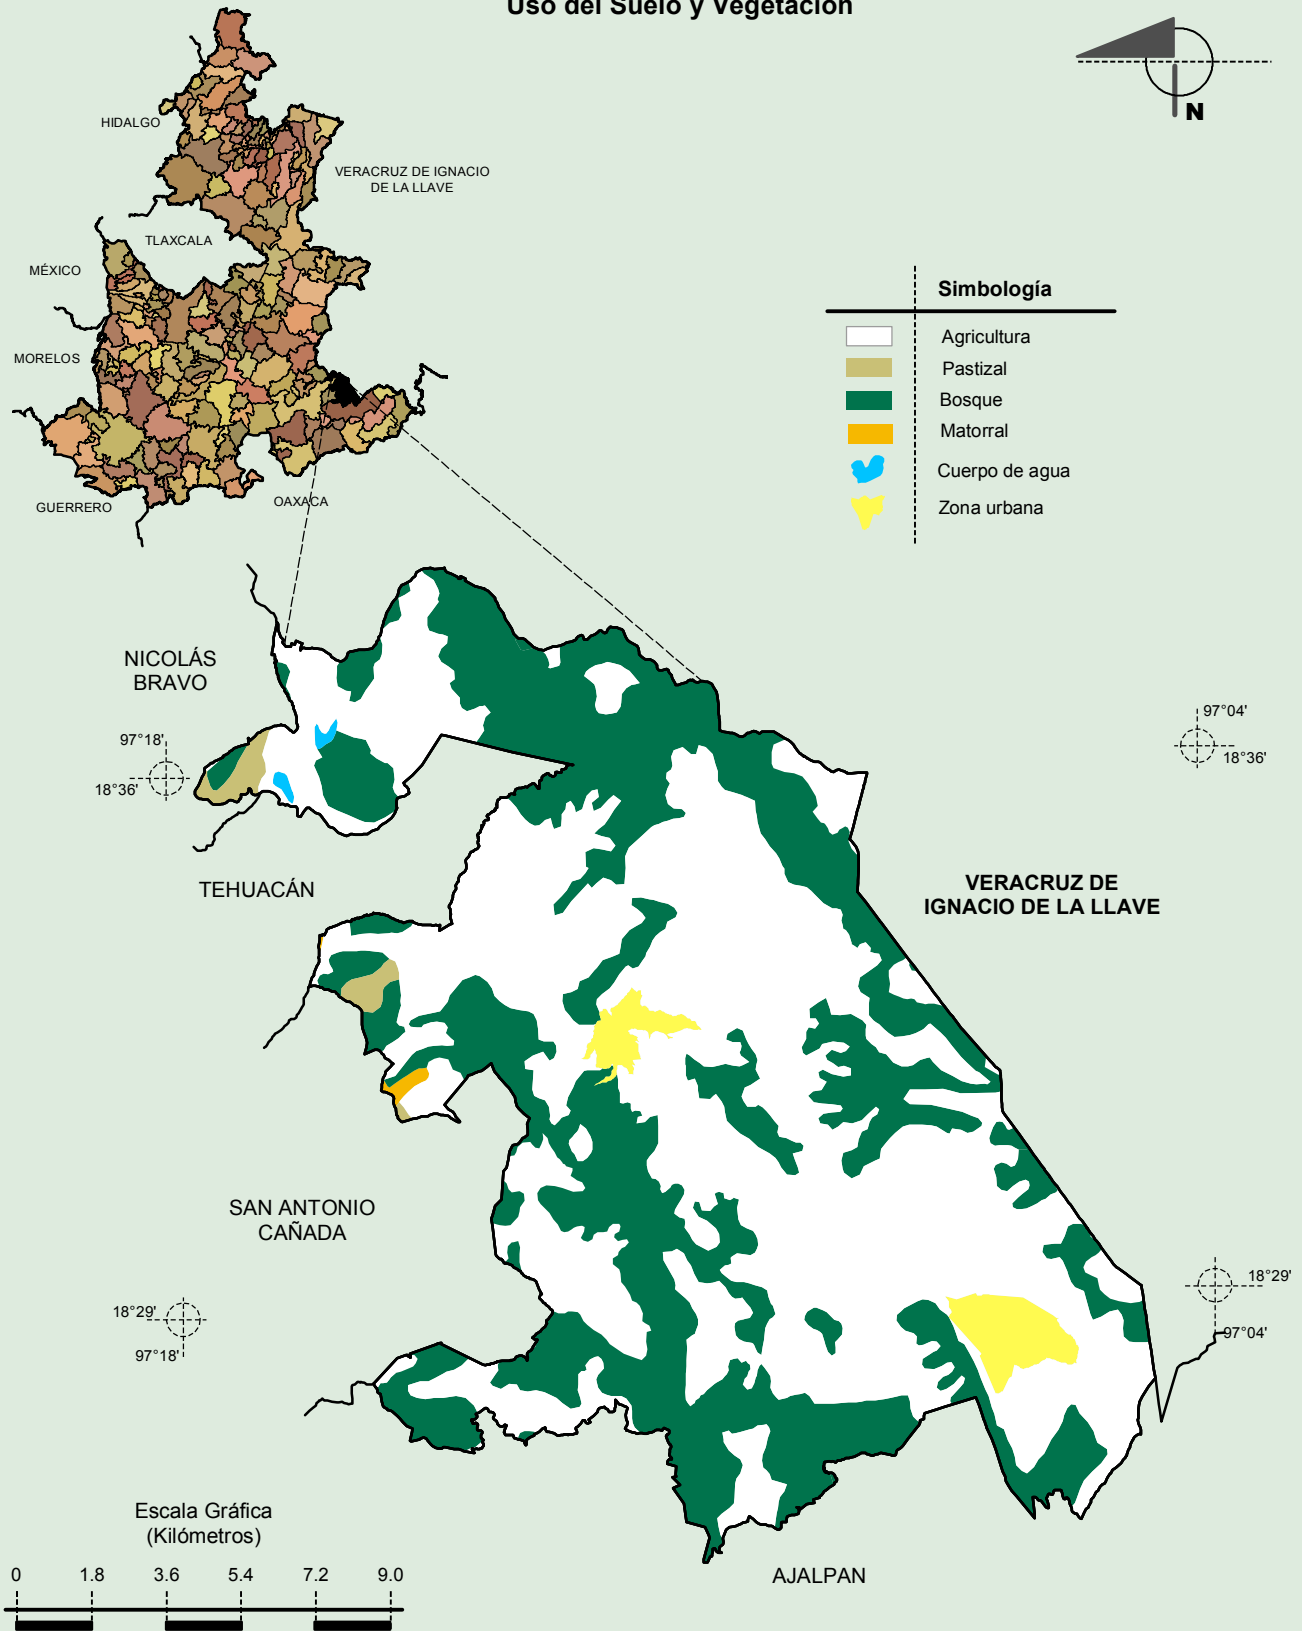 Uso del Suelo y Vegetación
N
HIDALGO
VERACRUZ DE IGNACIO
DE LA LLAVE
TLAXCALA
MÉXICO
MORELOS
GUERRERO
OAXACA
Simbología
Agricultura
Pastizal
Bosque
Matorral
Cuerpo de agua
Zona urbana
NICOLÁS
BRAVO
97°18'
18°36'
97°04'
18°36'
TEHUACÁN
VERACRUZ DE
IGNACIO DE LA LLAVE
SAN ANTONIO
CAÑADA
18°29'
97°18'
18°29'
97°04'
Escala Gráfica
(Kilómetros)
0 1.8 3.6 5.4 7.2 9.0
AJALPAN